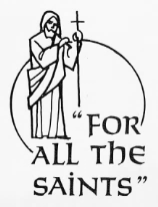 "FOR
ALL THE
SAINTS"